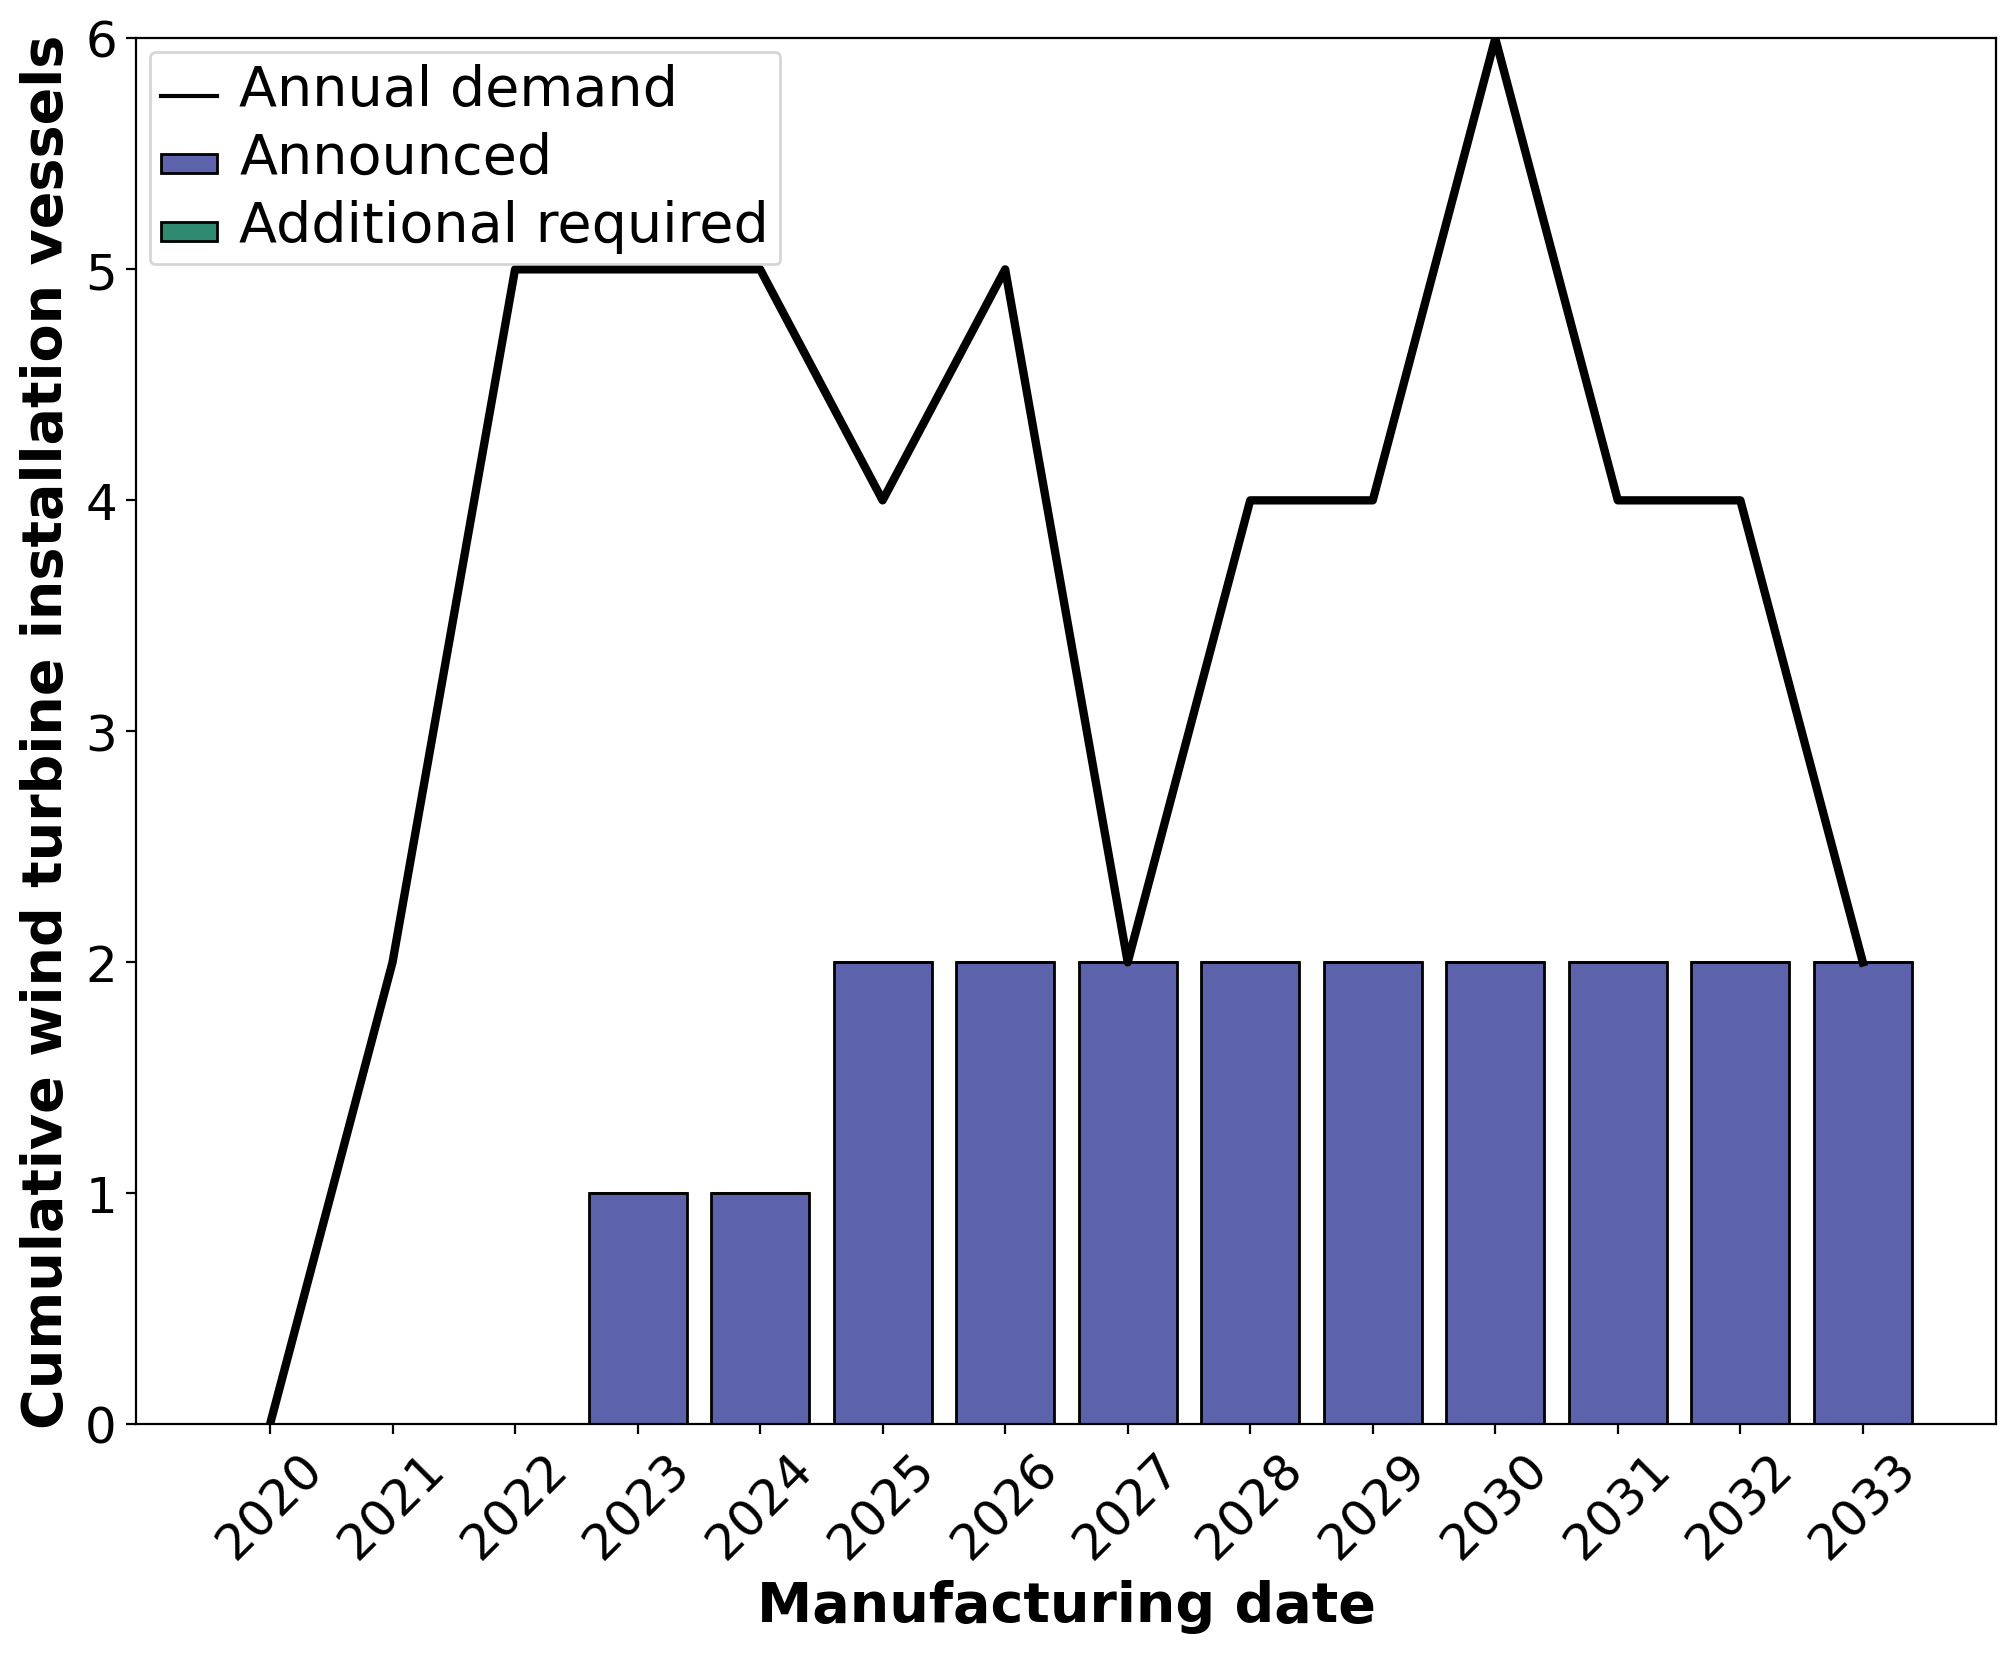 Cumulative wind turbine installation vessels
6
5
4
3
2
1
0
Annual demand
Announced
Additional required
2020 2021 2022 2023 2024 2025 2026 2027 2028 2029 2030 2031 2032 2033
Manufacturing date